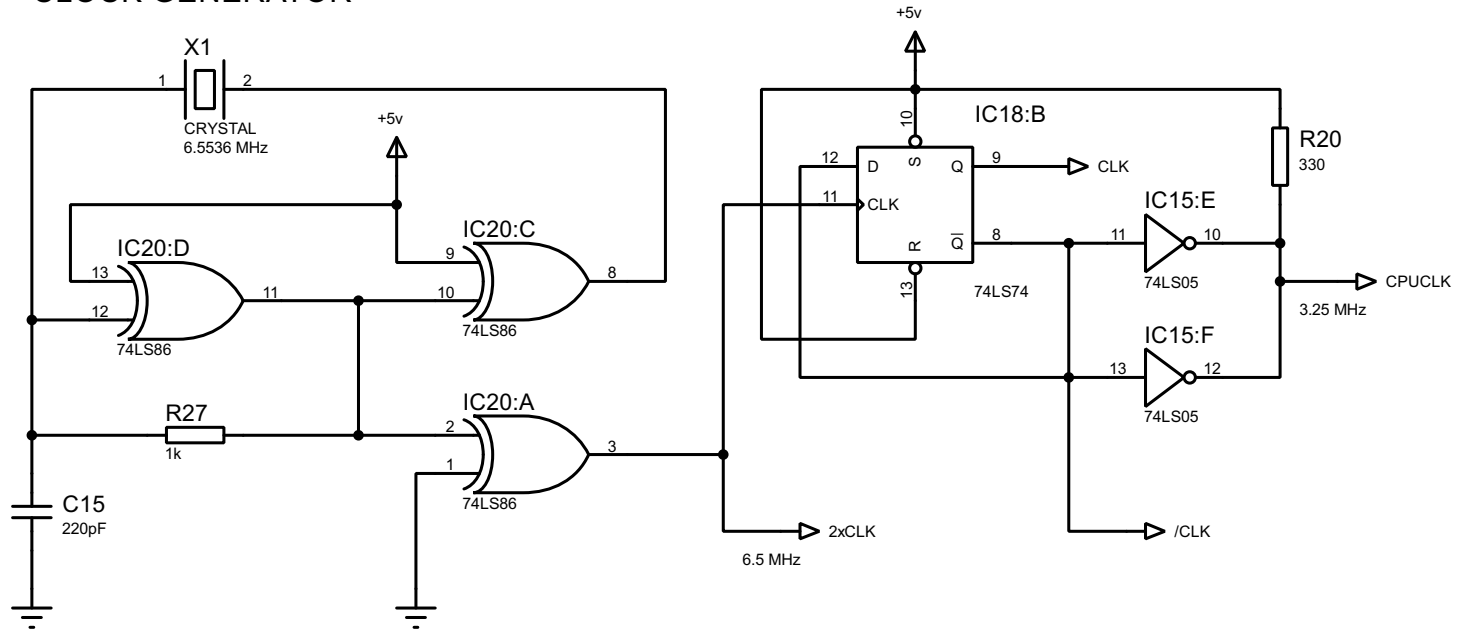 CLOCK GENERATOR
X1
1
2
CRYSTAL
6.5536 MHz
+5v
IC20:D
13
12
11
74LS86
IC20:C
9
10
8
74LS86
R27
1k
IC20:A
2
1
3
74LS86
C15
220pF
2xCLK
6.5 MHz
+5v
IC18:B
10
12
D
S
Q
9
CLK
11
CLK
R
Q
8
13
74LS74
R20
330
IC15:E
11
10
74LS05
CPUCLK
3.25 MHz
IC15:F
13
12
74LS05
/CLK